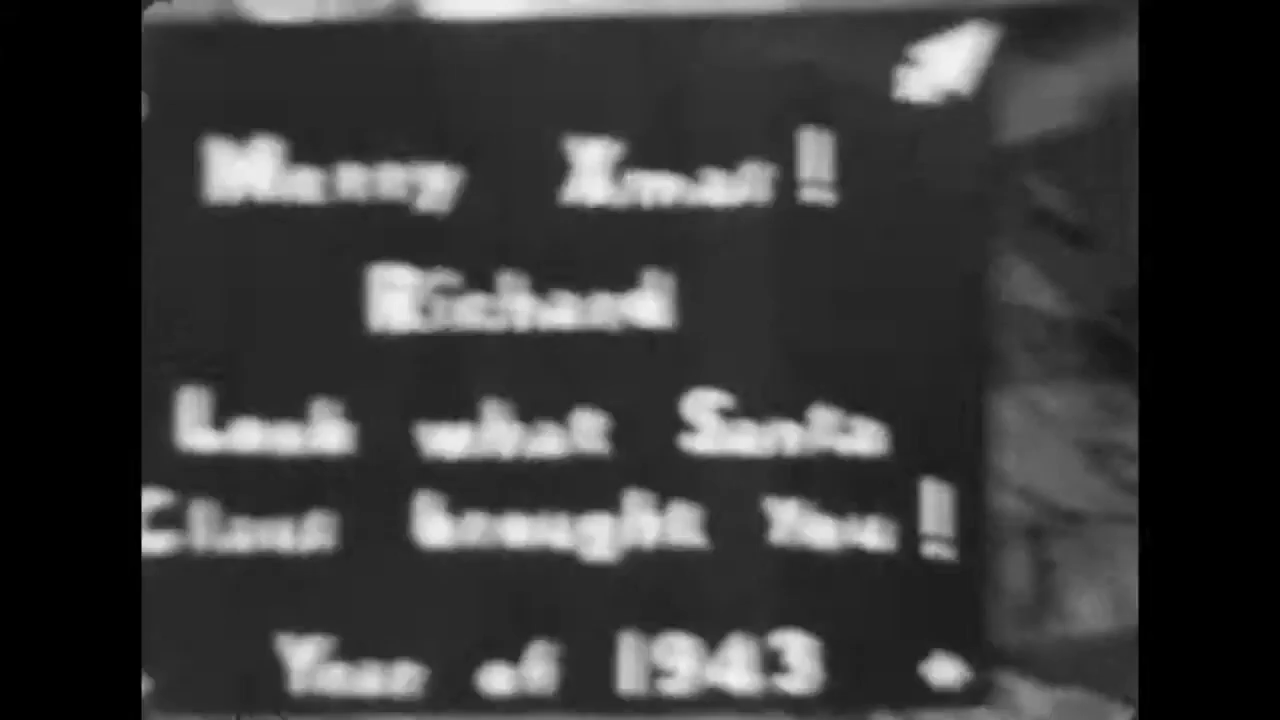 Merry Xmas!!
Richard
Look what Santa
Claus brought You!!
Year of 1943